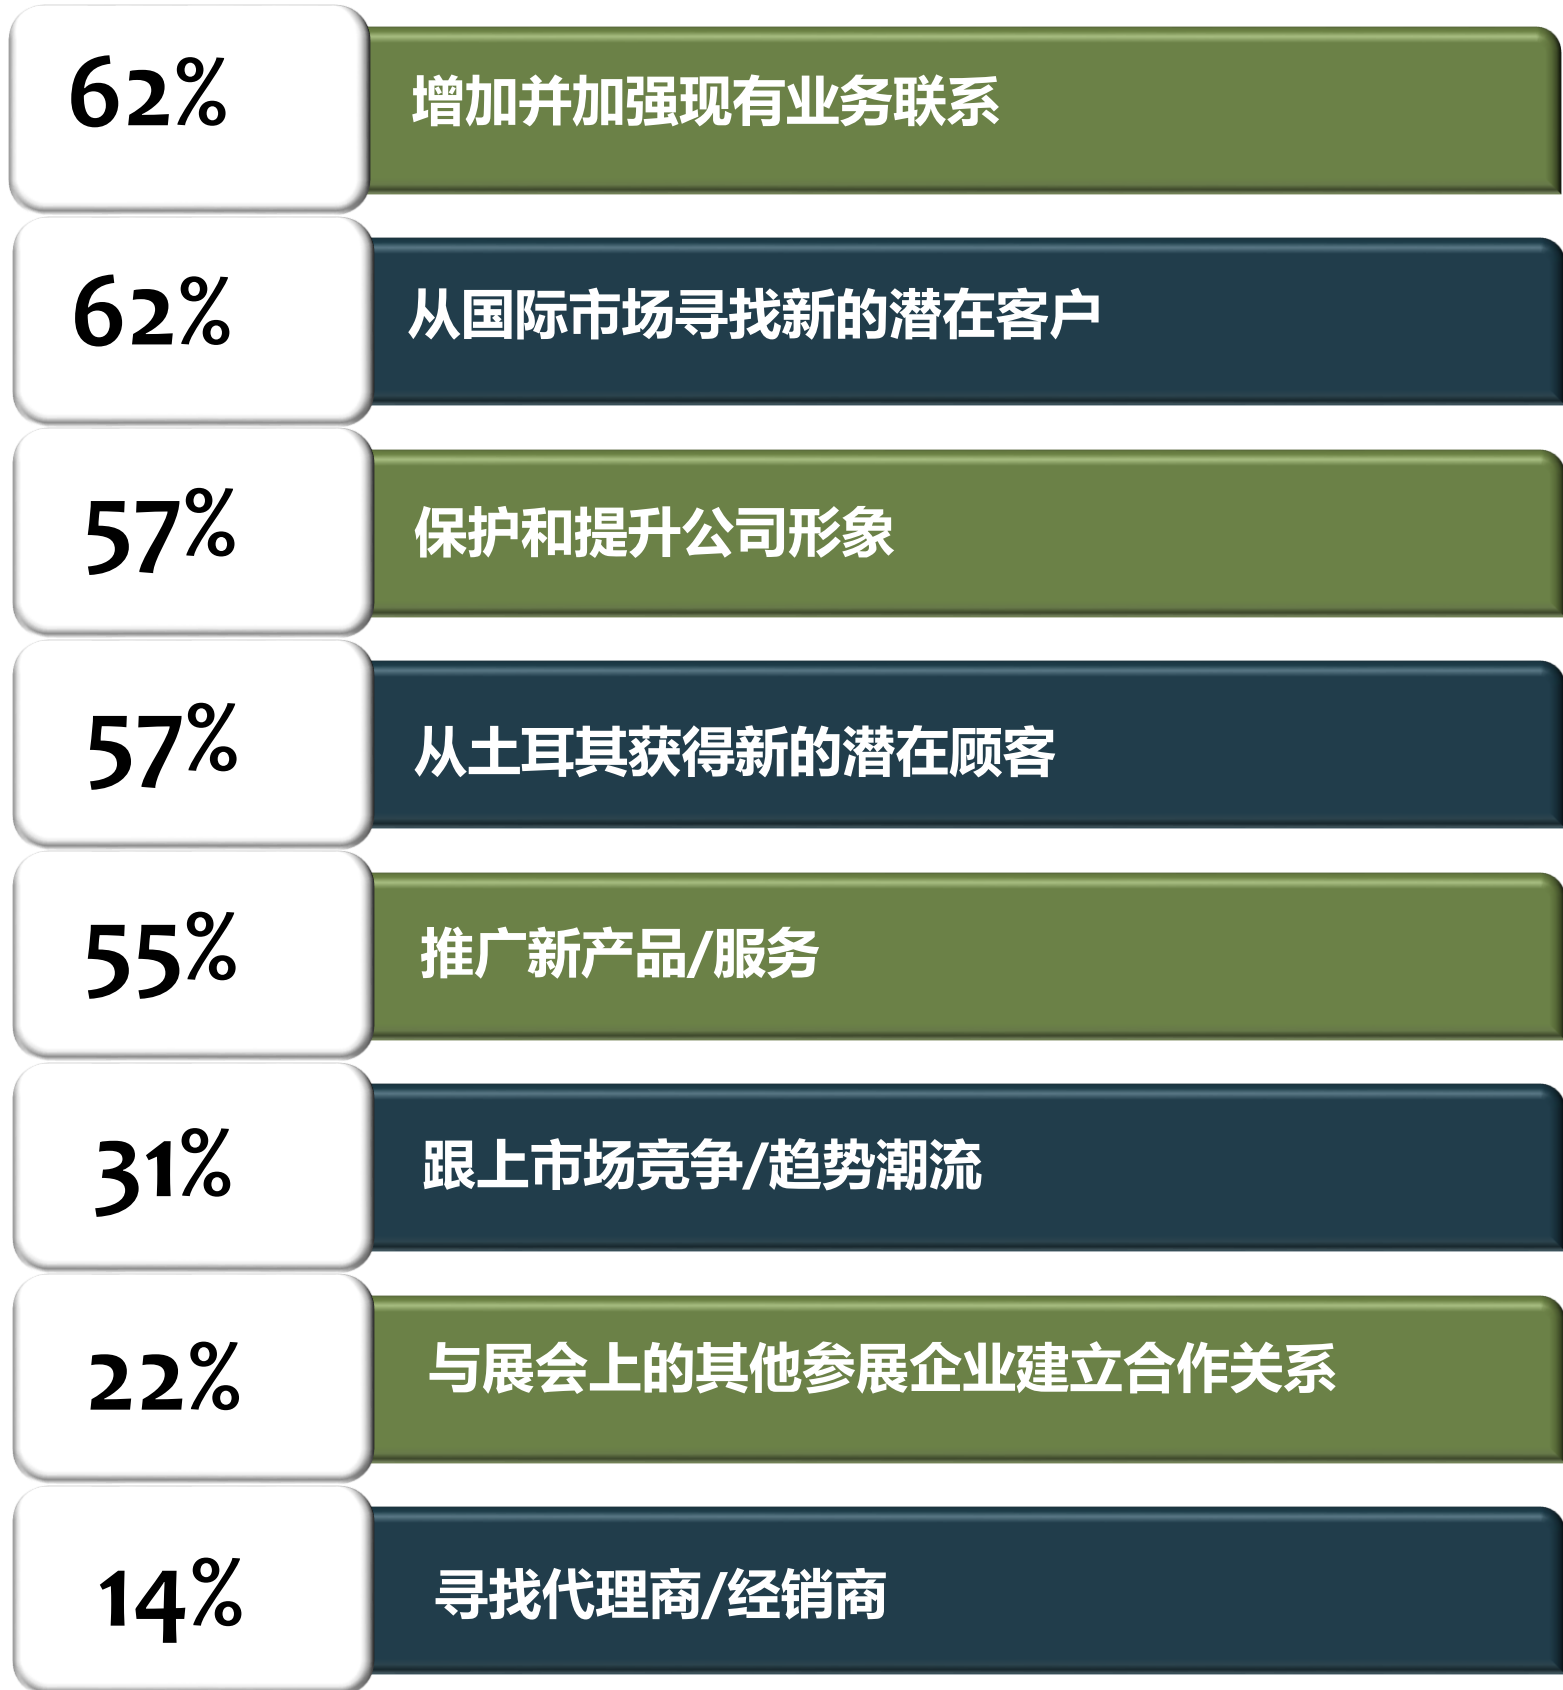 62%
增加并加强现有业务联系
62%
从国际市场寻找新的潜在客户
57%
保护和提升公司形象
57%
从土耳其获得新的潜在顾客
55%
推广新产品/服务
31%
跟上市场竞争/趋势潮流
22%
与展会上的其他参展企业建立合作关系
14%
寻找代理商/经销商